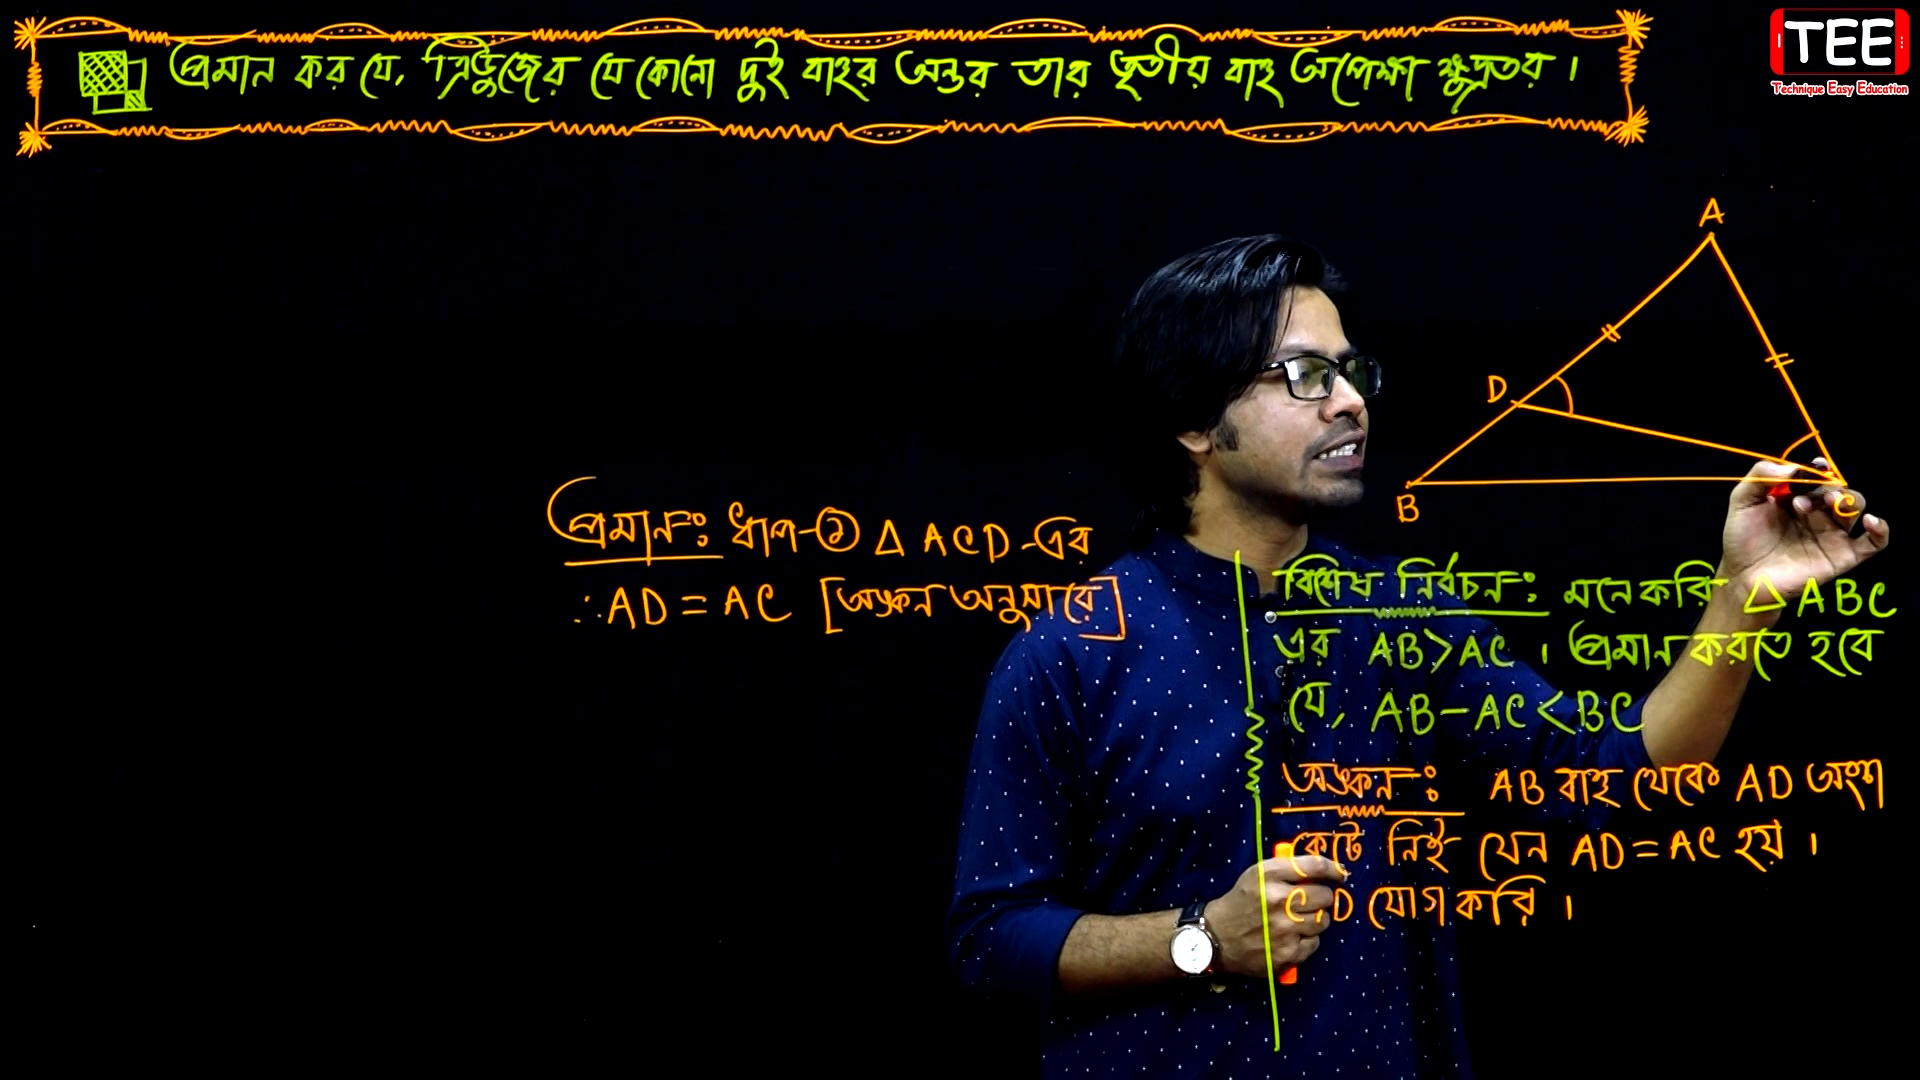 প্রমান কর যে, ত্রিভুজের যে কোনো দুই বাহুর অন্তর তার তৃতীয় বাহু অপেক্ষা ক্ষুদ্রতর।
TEE
Technique Easy Education
A
D
B
C
প্রমান: ধাপ-① △ ACD-এর
∴ AD = AC [অঙ্কন অনুসারে]
বিশেষ নির্বচন: মনে করি △ ABC
এর AB > AC । প্রমান করতে হবে
যে, AB - AC < BC
অঙ্কন: AB বাহু থেকে AD অংশ
কেটে নিই যেন AD = AC হয়।
C,D যোগ করি।